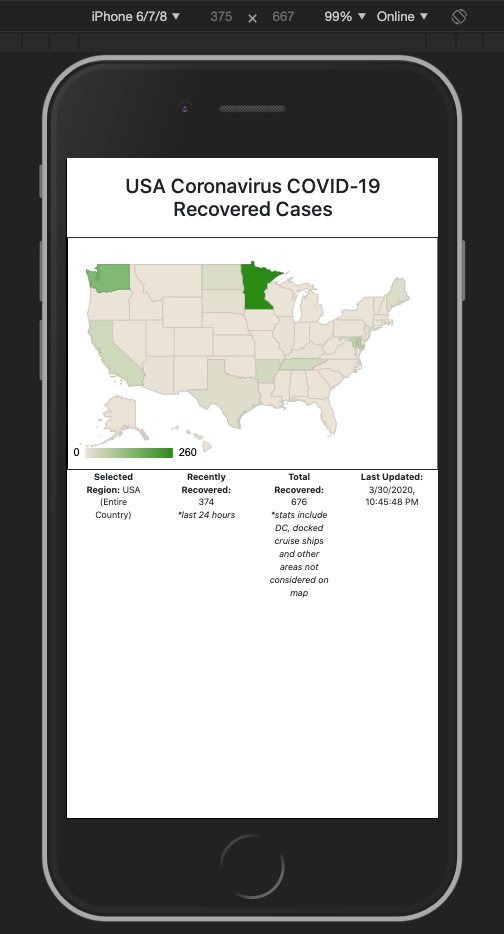 iPhone 6/7/8 ▼ 375 × 667 99% ▼ Online ▼
USA Coronavirus COVID-19
Recovered Cases
0 260
Selected
Region: USA
(Entire
Country)
Recently
Recovered:
374
*last 24 hours
Total
Recovered:
676
*stats include
DC, docked
cruise ships
and other
areas not
considered on
map
Last Updated:
3/30/2020,
10:45:48 PM